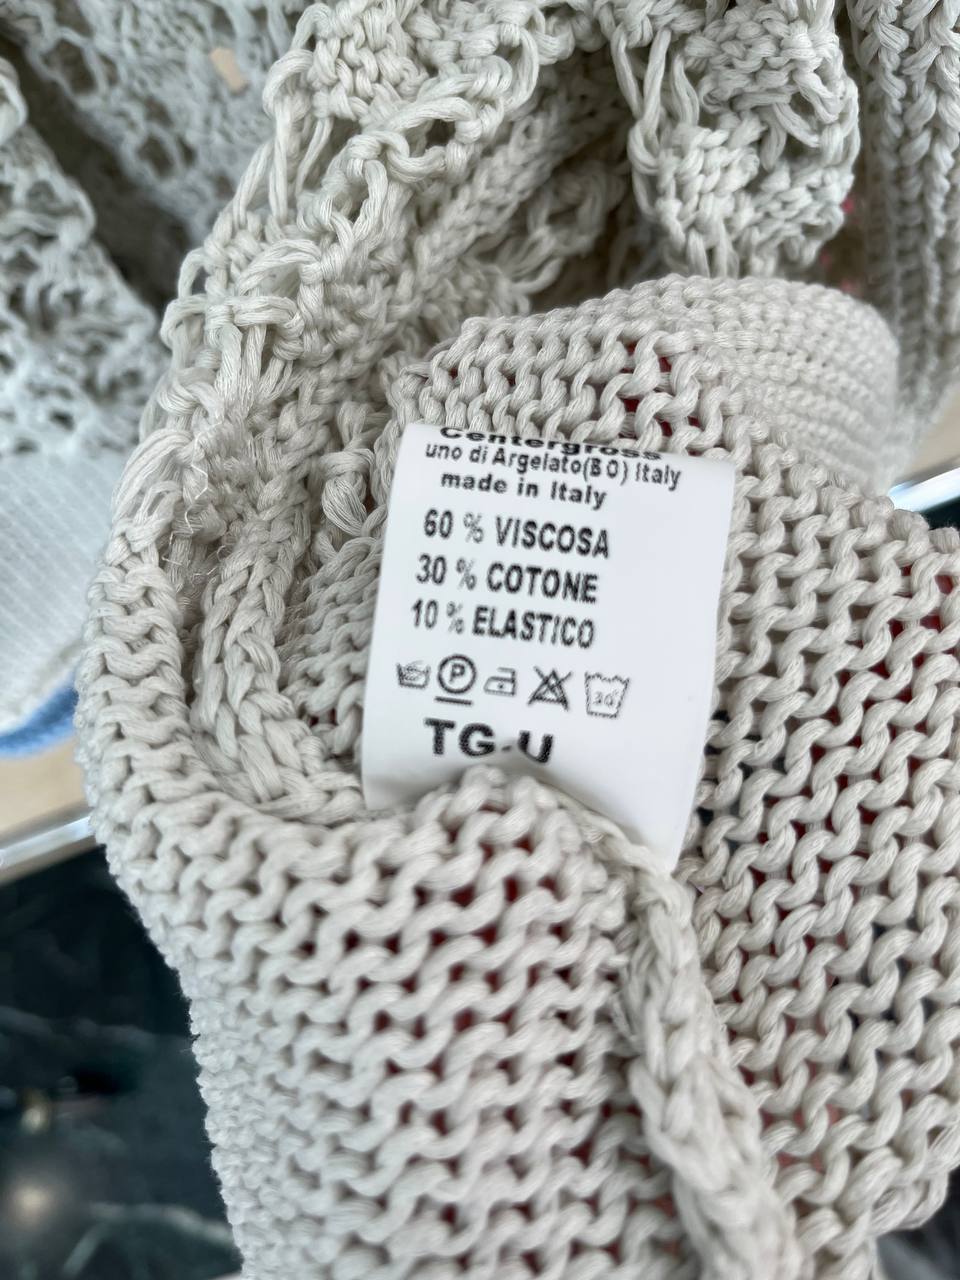 Centergross
uno di Argelato(BO) Italy
made in Italy
60 % VISCOSA
30 % COTONE
10 % ELASTICO
P
30°
TG-U